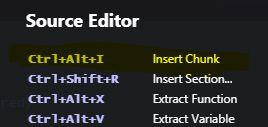 Source Editor
Ctrl+Alt+I Insert Chunk
Ctrl+Shift+R Insert Section...
Ctrl+Alt+X Extract Function
Ctrl+Alt+V Extract Variable